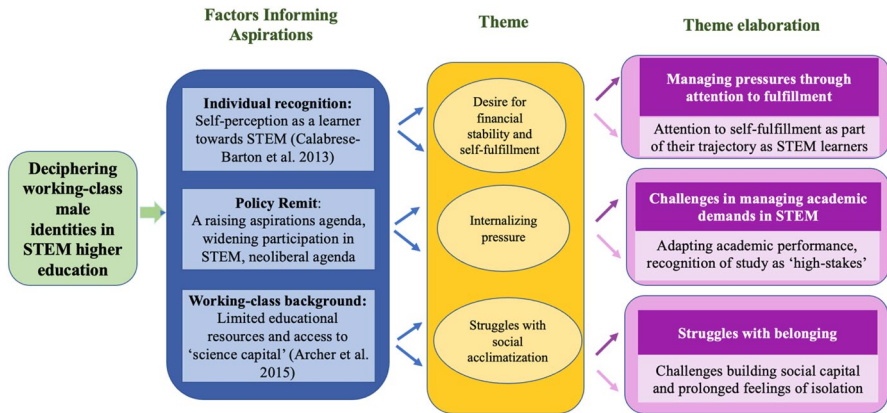 Factors Informing
Aspirations
Theme
Theme elaboration
Deciphering
working-class
male
identities in
STEM higher
education
Individual recognition:
Self-perception as a learner
towards STEM (Calabrese-
Barton et al. 2013)
Policy Remit:
A raising aspirations agenda,
widening participation in
STEM, neoliberal agenda
Working-class background:
Limited educational
resources and access to
‘science capital’ (Archer et al.
2015)
Desire for
financial
stability and
self-fulfillment
Internalizing
pressure
Struggles with
social
acclimatization
Managing pressures through
attention to fulfillment
Attention to self-fulfillment as part
of their trajectory as STEM learners
Challenges in managing academic
demands in STEM
Adapting academic performance,
recognition of study as ‘high-stakes’
Struggles with belonging
Challenges building social capital
and prolonged feelings of isolation